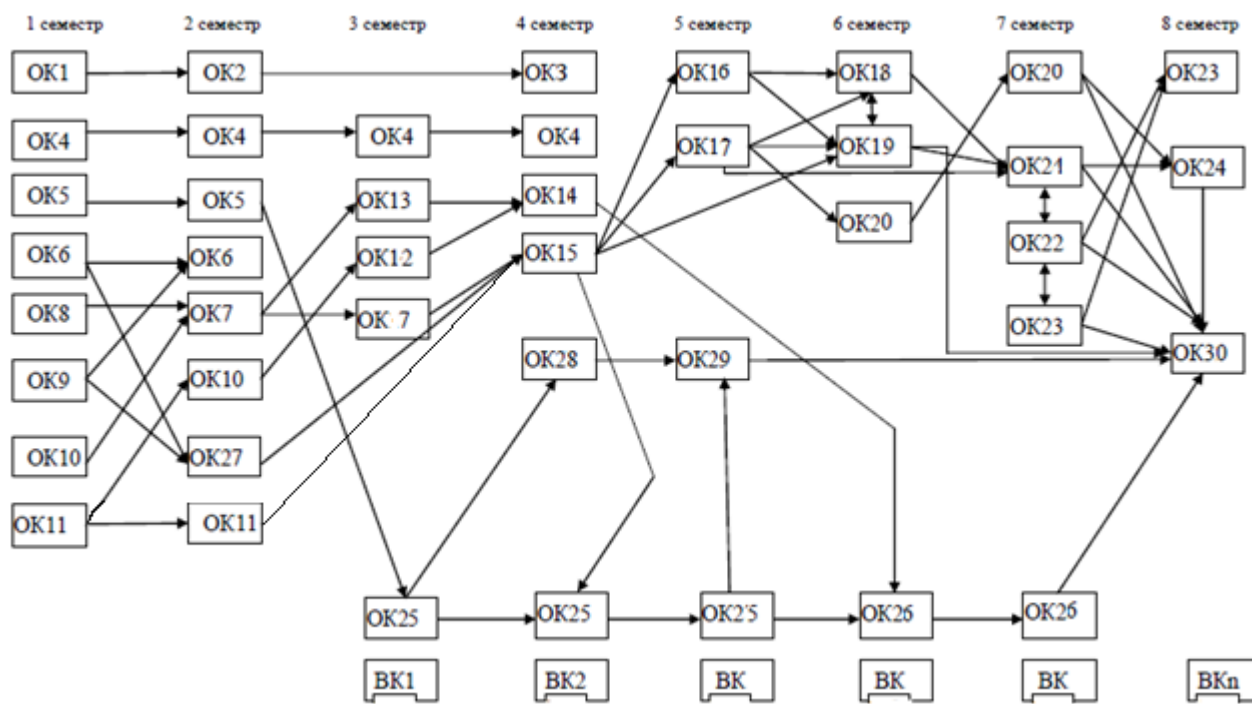 1 семестр 2 семестр 3 семестр 4 семестр 5 семестр 6 семестр 7 семестр 8 семестр
ОК1 ОК2 ОК3 ОК16 ОК18 ОК20 ОК23
ОК4 ОК4 ОК4 ОК4 ОК17 ОК19 ОК21 ОК24
ОК5 ОК5 ОК13 ОК14 ОК20
ОК6 ОК6 ОК12 ОК15 ОК22
ОК8 ОК7 ОК7 ОК23
ОК28 ОК29 ОК30
ОК9 ОК10
ОК10 ОК27
ОК11 ОК11
ОК25 ОК25 ОК25 ОК26 ОК26
ВК1 ВК2 ВК ВК ВК ВКn